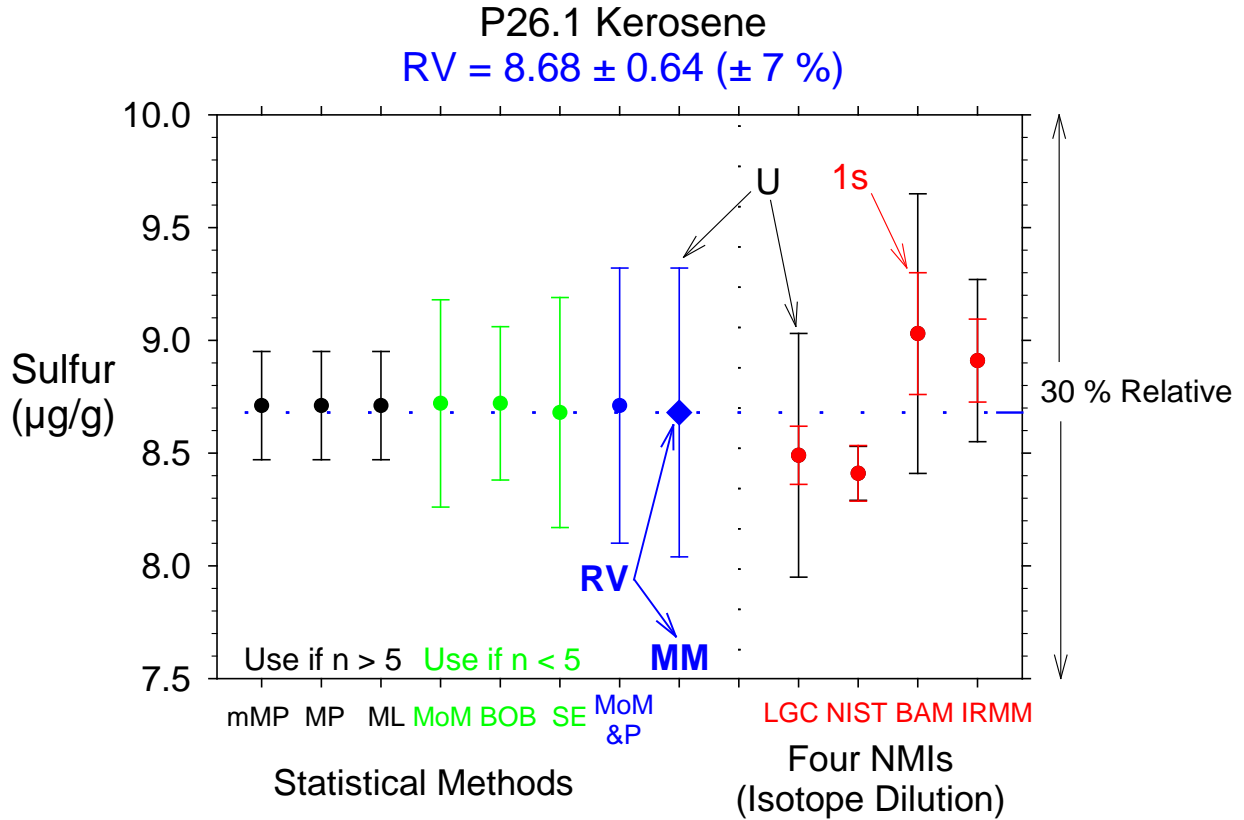 P26.1 Kerosene
RV = 8.68 ± 0.64 (± 7 %)
10.0
9.5
9.0
8.5
8.0
7.5
Sulfur
(µg/g)
U
1s
30 % Relative
RV
MM
Use if n > 5
Use if n < 5
mMP
MP
ML
MoM
BOB
SE
MoM
&P
LGC
NIST
BAM
IRMM
Statistical Methods
Four NMIs
(Isotope Dilution)